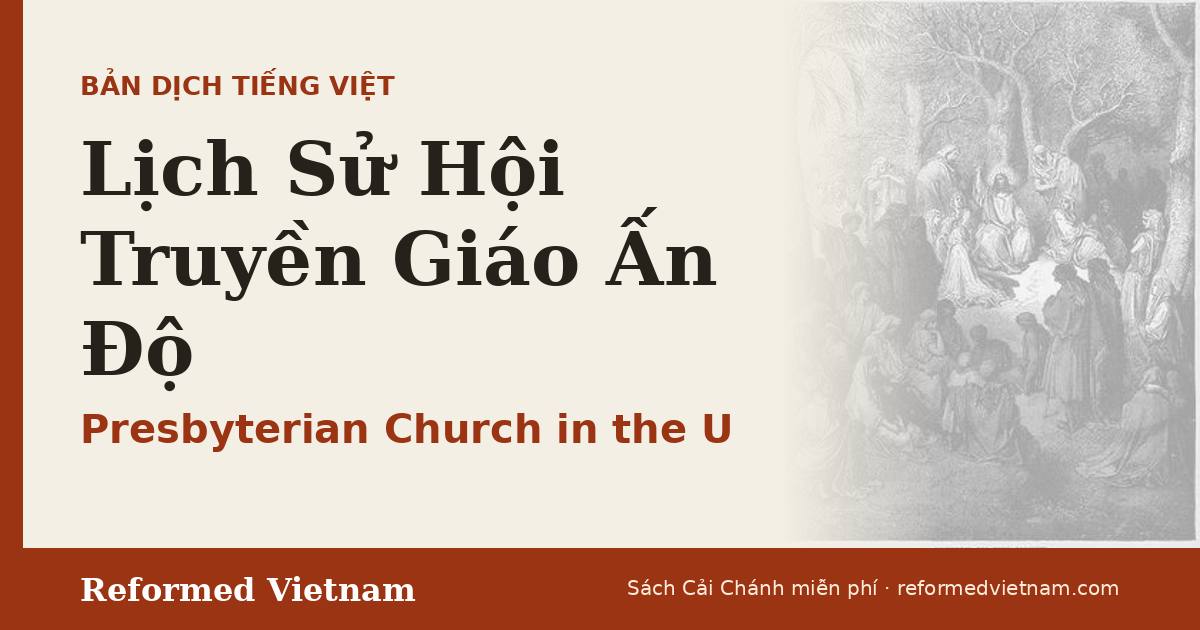 BẢN DỊCH TIẾNG VIỆT
Lịch Sử Hội
Truyền Giáo Ấn
Độ
Presbyterian Church in the U
Reformed Vietnam
Sách Cải Chánh miễn phí · reformedvietnam.com